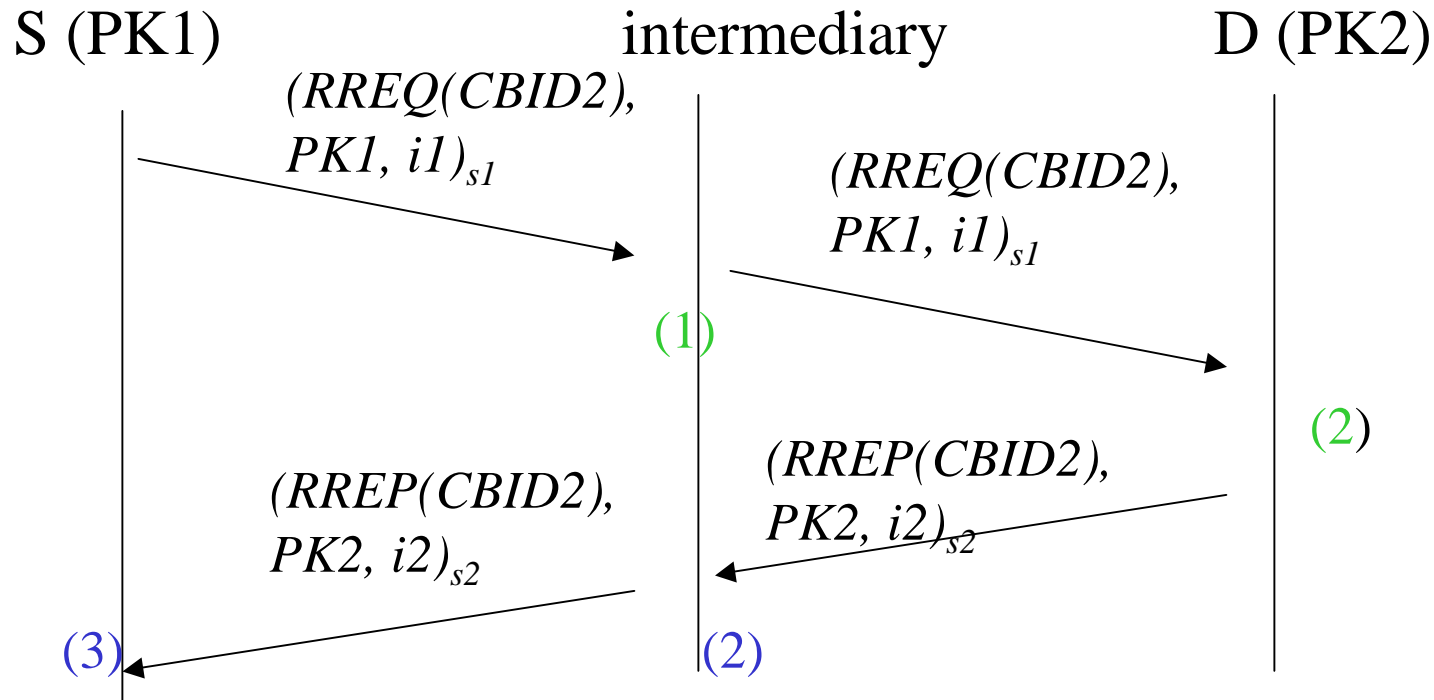 S (PK1)
intermediary
D (PK2)
(RREQ(CBID2),
PK1, i1)s1
(RREQ(CBID2),
PK1, i1)s1
(1)
(2)
(RREP(CBID2),
PK2, i2)s2
(RREP(CBID2),
PK2, i2)s2
(3)
(2)